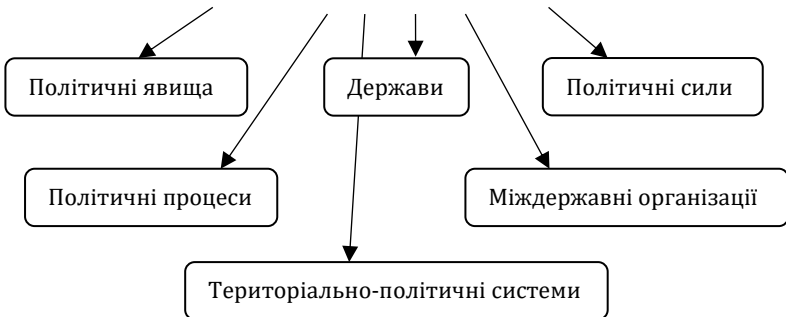 Політичні явища
Держави
Політичні сили
Політичні процеси
Міждержавні організації
Територіально-політичні системи